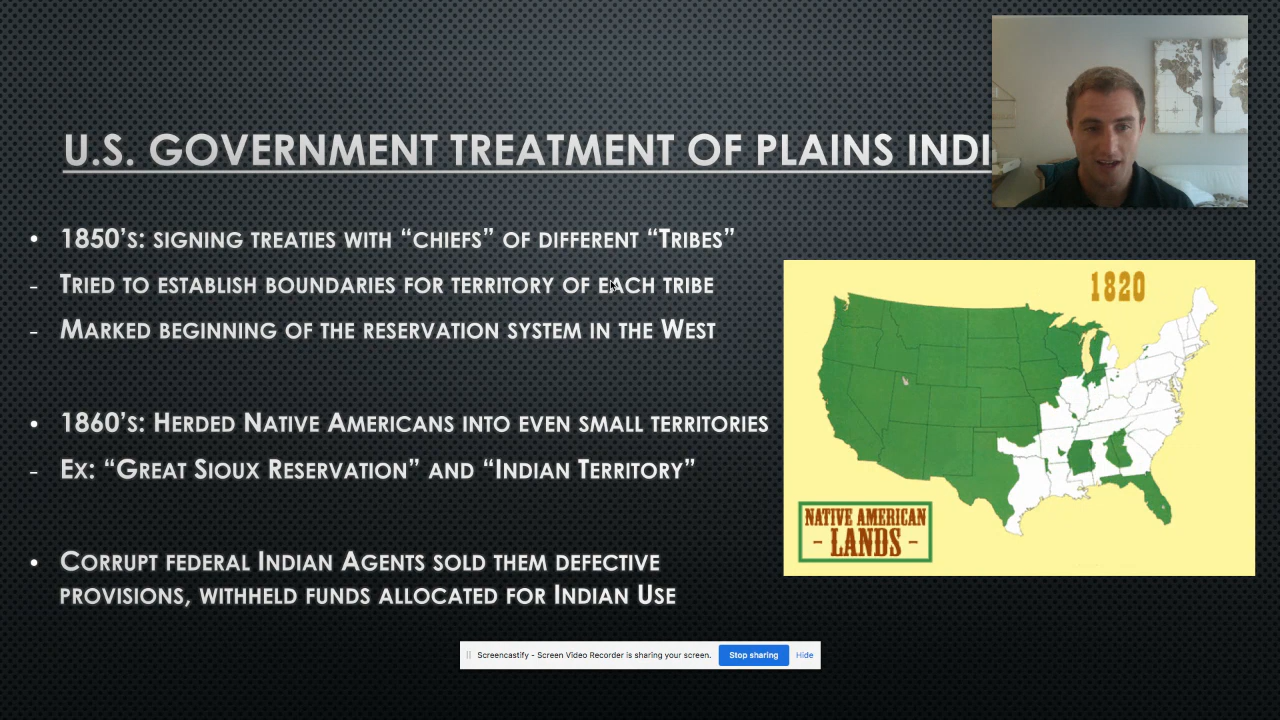 U.S. GOVERNMENT TREATMENT OF PLAINS INDI
• 1850’S: SIGNING TREATIES WITH “CHIEFS” OF DIFFERENT “TRIBES”
- TRIED TO ESTABLISH BOUNDARIES FOR TERRITORY OF EACH TRIBE
- MARKED BEGINNING OF THE RESERVATION SYSTEM IN THE WEST
• 1860’S: HERDED NATIVE AMERICANS INTO EVEN SMALL TERRITORIES
- EX: “GREAT SIOUX RESERVATION” AND “INDIAN TERRITORY”
• CORRUPT FEDERAL INDIAN AGENTS SOLD THEM DEFECTIVE
PROVISIONS, WITHHELD FUNDS ALLOCATED FOR INDIAN USE
1820
NATIVE AMERICAN
- LANDS -
Screencastify - Screen Video Recorder is sharing your screen. Stop sharing Hide